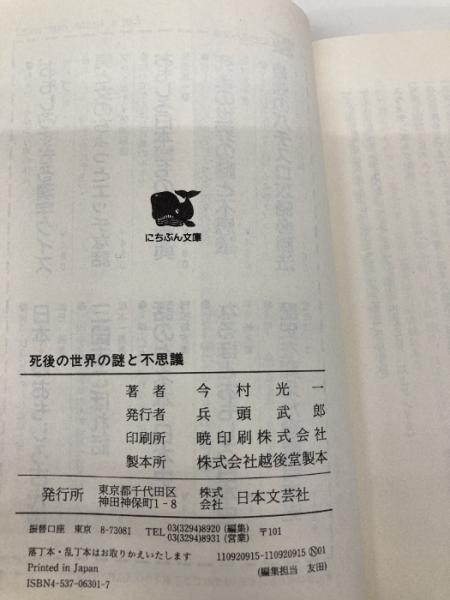 にちぶん文庫
死後の世界の謎と不思議
著者 今村光一
発行者 兵頭武郎
印刷所 暁印刷株式会社
製本所 株式会社越後堂製本
発行所 東京都千代田区神田神保町1-8 株式会社 日本文芸社
振替口座 東京 8-73081 TEL 03(3294)8920(編集) 03(3294)8931(営業) 〒101
落丁本・乱丁本はお取りかえいたします 110920915-110920915 Ⓝ01
Printed in Japan (編集担当 友田)
ISBN4-537-06301-7